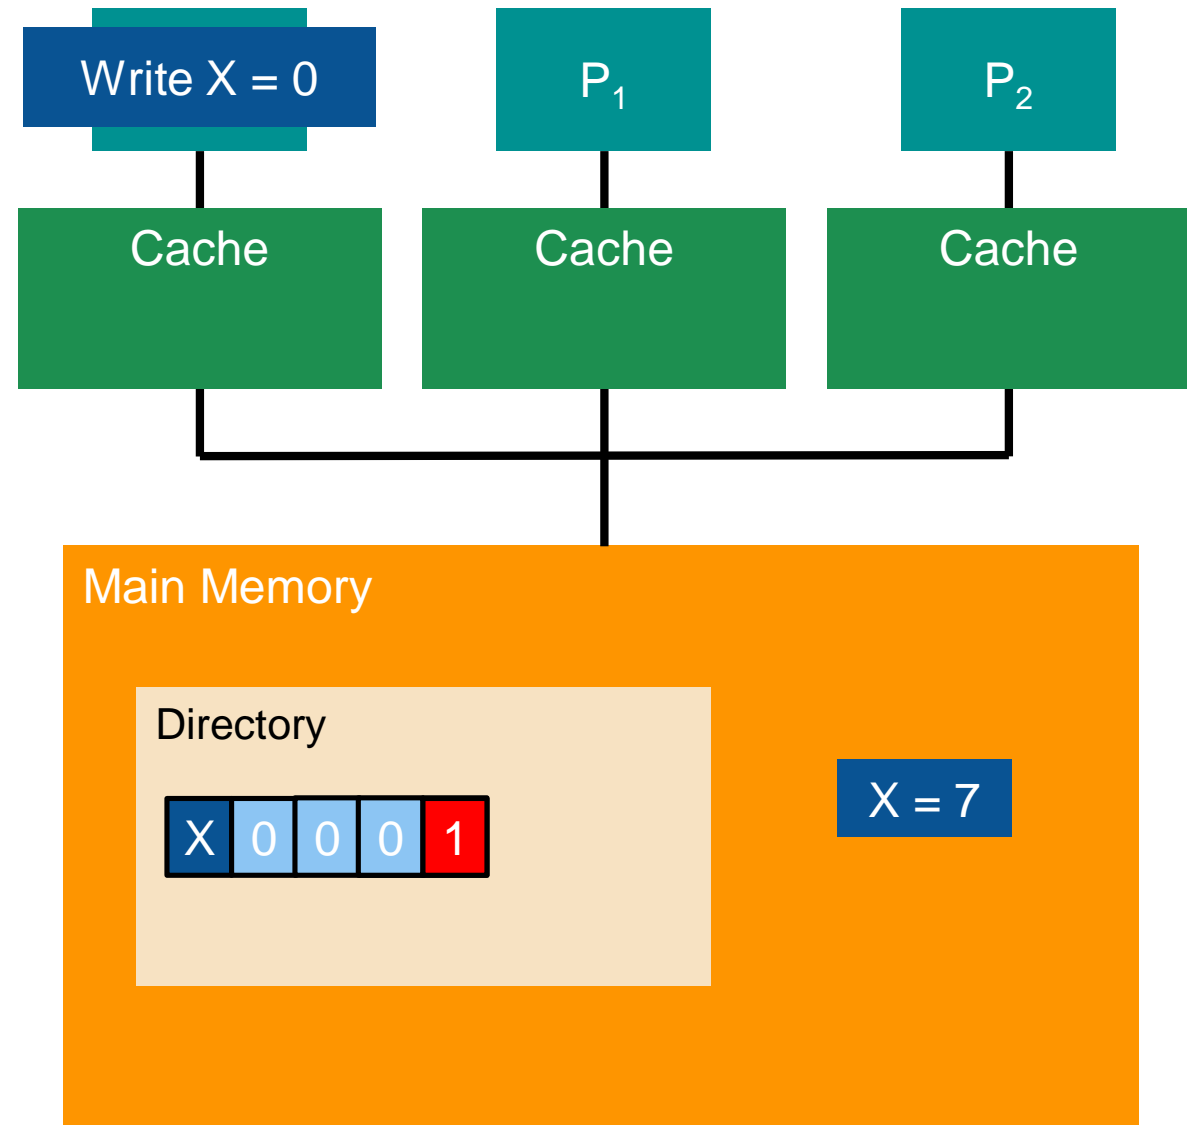 Write X = 0
P1
P2
Cache
Cache
Cache
Main Memory
Directory
X 0 0 0 1
X = 7